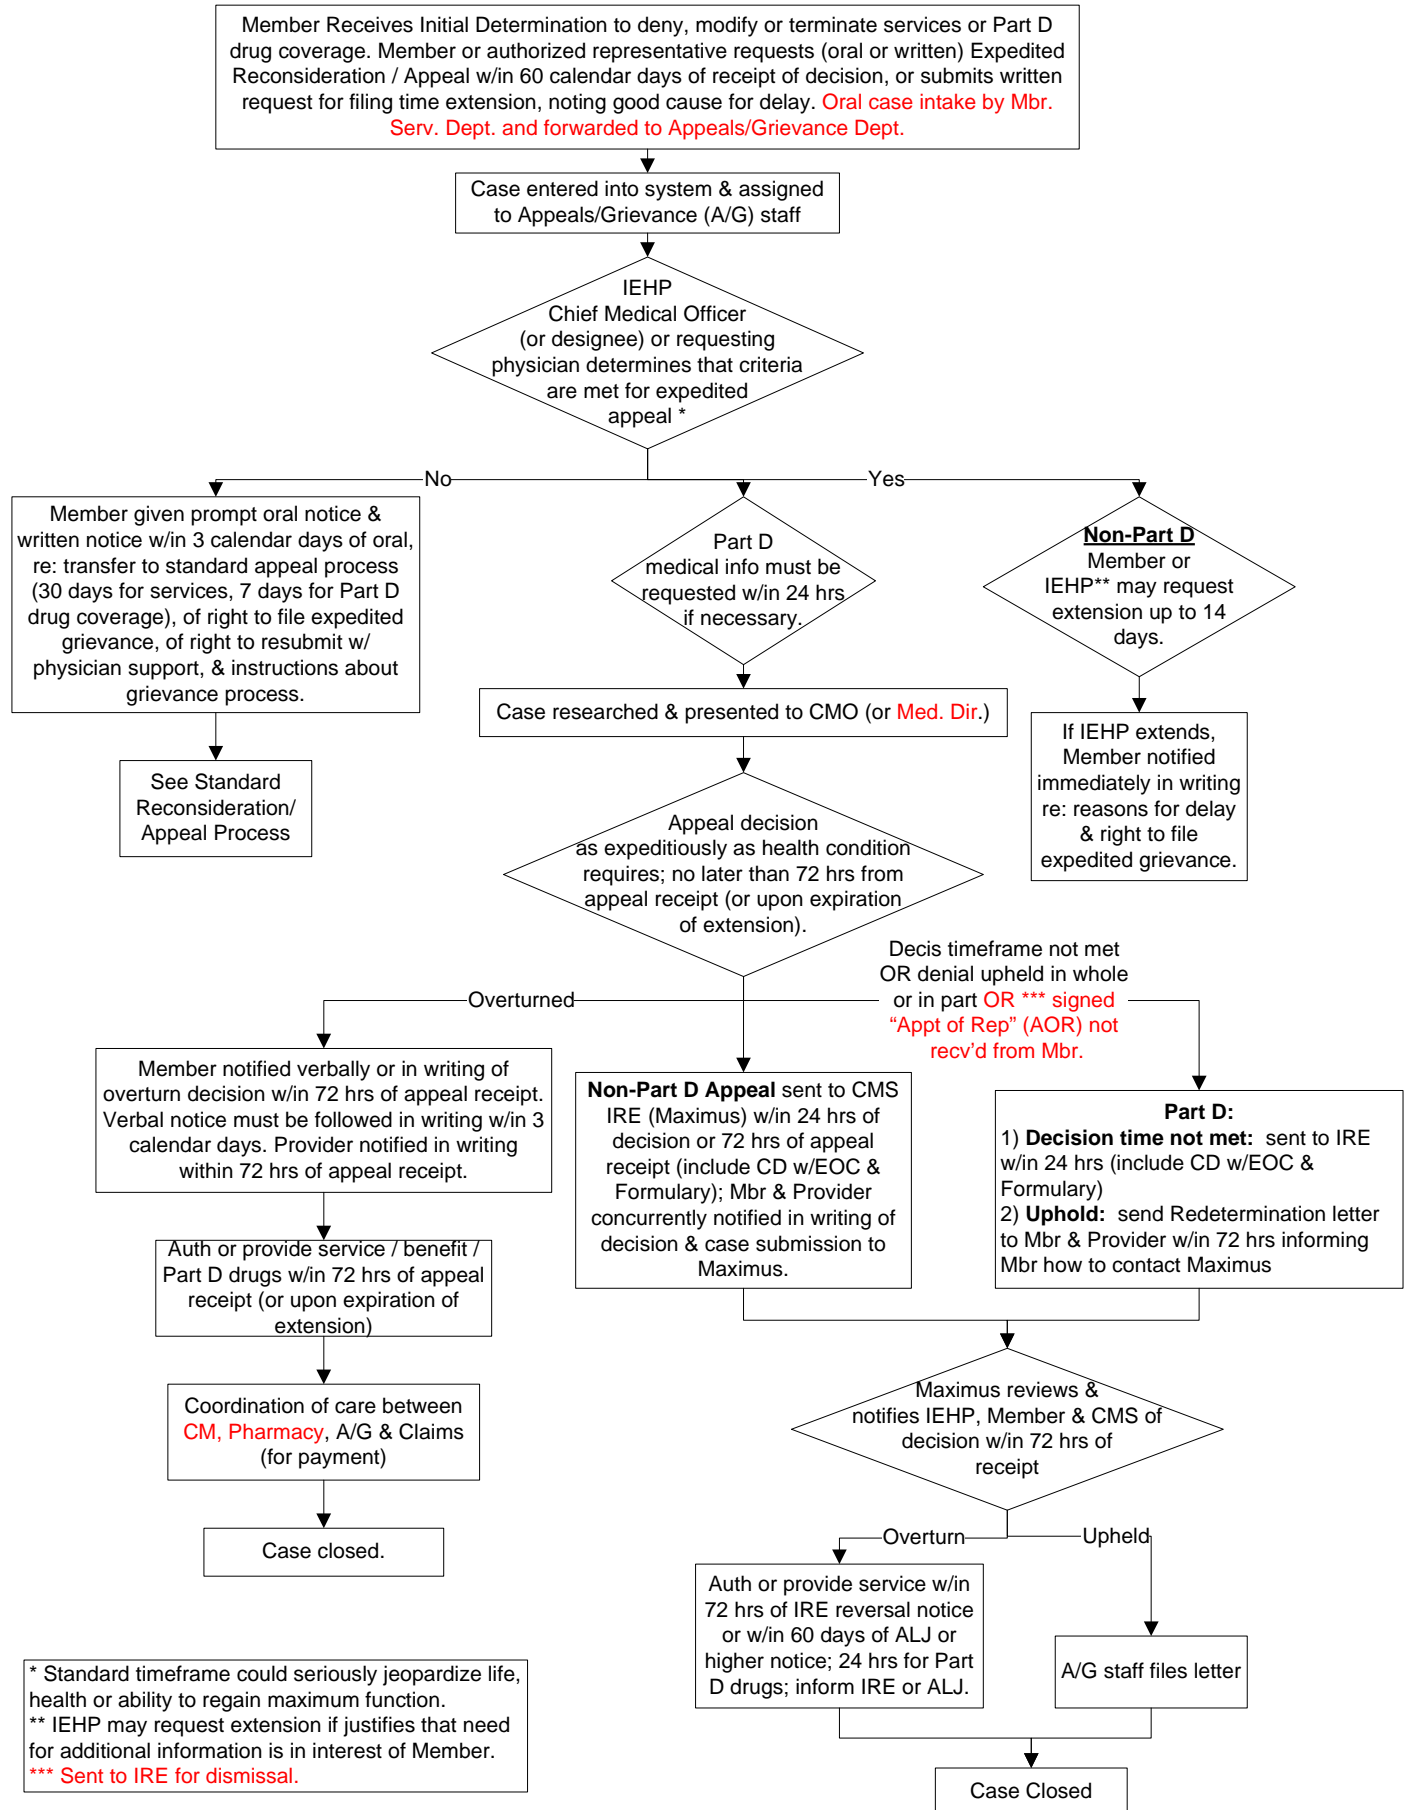 Member Receives Initial Determination to deny, modify or terminate services or Part D
drug coverage. Member or authorized representative requests (oral or written) Expedited
Reconsideration / Appeal w/in 60 calendar days of receipt of decision, or submits written
request for filing time extension, noting good cause for delay. Oral case intake by Mbr.
Serv. Dept. and forwarded to Appeals/Grievance Dept.
Case entered into system & assigned
to Appeals/Grievance (A/G) staff
IEHP
Chief Medical Officer
(or designee) or requesting
physician determines that criteria
are met for expedited
appeal *
No
Yes
Member given prompt oral notice &
written notice w/in 3 calendar days of oral,
re: transfer to standard appeal process
(30 days for services, 7 days for Part D
drug coverage), of right to file expedited
grievance, of right to resubmit w/
physician support, & instructions about
grievance process.
See Standard
Reconsideration/
Appeal Process
Part D
medical info must be
requested w/in 24 hrs
if necessary.
Non-Part D
Member or
IEHP** may request
extension up to 14
days.
Case researched & presented to CMO (or Med. Dir.)
If IEHP extends,
Member notified
immediately in writing
re: reasons for delay
& right to file
expedited grievance.
Appeal decision
as expeditiously as health condition
requires; no later than 72 hrs from
appeal receipt (or upon expiration
of extension).
Overturned
Decis timeframe not met
OR denial upheld in whole
or in part OR *** signed
“Appt of Rep” (AOR) not
recv’d from Mbr.
Member notified verbally or in writing of
overturn decision w/in 72 hrs of appeal receipt.
Verbal notice must be followed in writing w/in 3
calendar days. Provider notified in writing
within 72 hrs of appeal receipt.
Non-Part D Appeal sent to CMS
IRE (Maximus) w/in 24 hrs of
decision or 72 hrs of appeal
receipt (include CD w/EOC &
Formulary); Mbr & Provider
concurrently notified in writing of
decision & case submission to
Maximus.
Part D:
1) Decision time not met: sent to IRE
w/in 24 hrs (include CD w/EOC &
Formulary)
2) Uphold: send Redetermination letter
to Mbr & Provider w/in 72 hrs informing
Mbr how to contact Maximus
Auth or provide service / benefit /
Part D drugs w/in 72 hrs of appeal
receipt (or upon expiration of
extension)
Coordination of care between
CM, Pharmacy, A/G & Claims
(for payment)
Case closed.
Maximus reviews &
notifies IEHP, Member & CMS of
decision w/in 72 hrs of
receipt
Overturn
Upheld
Auth or provide service w/in
72 hrs of IRE reversal notice
or w/in 60 days of ALJ or
higher notice; 24 hrs for Part
D drugs; inform IRE or ALJ.
A/G staff files letter
Case Closed
* Standard timeframe could seriously jeopardize life,
health or ability to regain maximum function.
** IEHP may request extension if justifies that need
for additional information is in interest of Member.
*** Sent to IRE for dismissal.